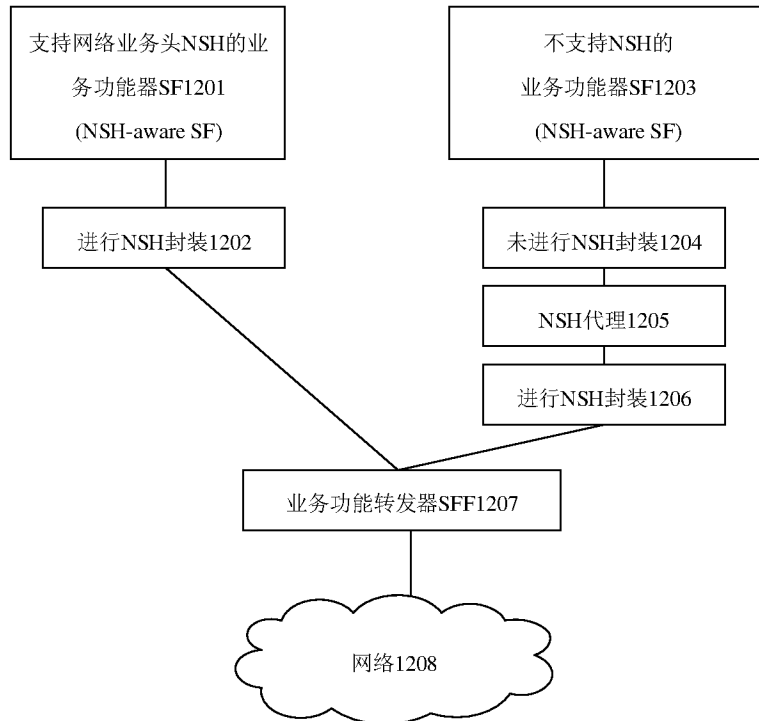 支持网络业务头NSH的业
务功能器SF1201
(NSH-aware SF)
不支持NSH的
业务功能器SF1203
(NSH-aware SF)
进行NSH封装1202
未进行NSH封装1204
NSH代理1205
进行NSH封装1206
业务功能转发器SFF1207
网络1208